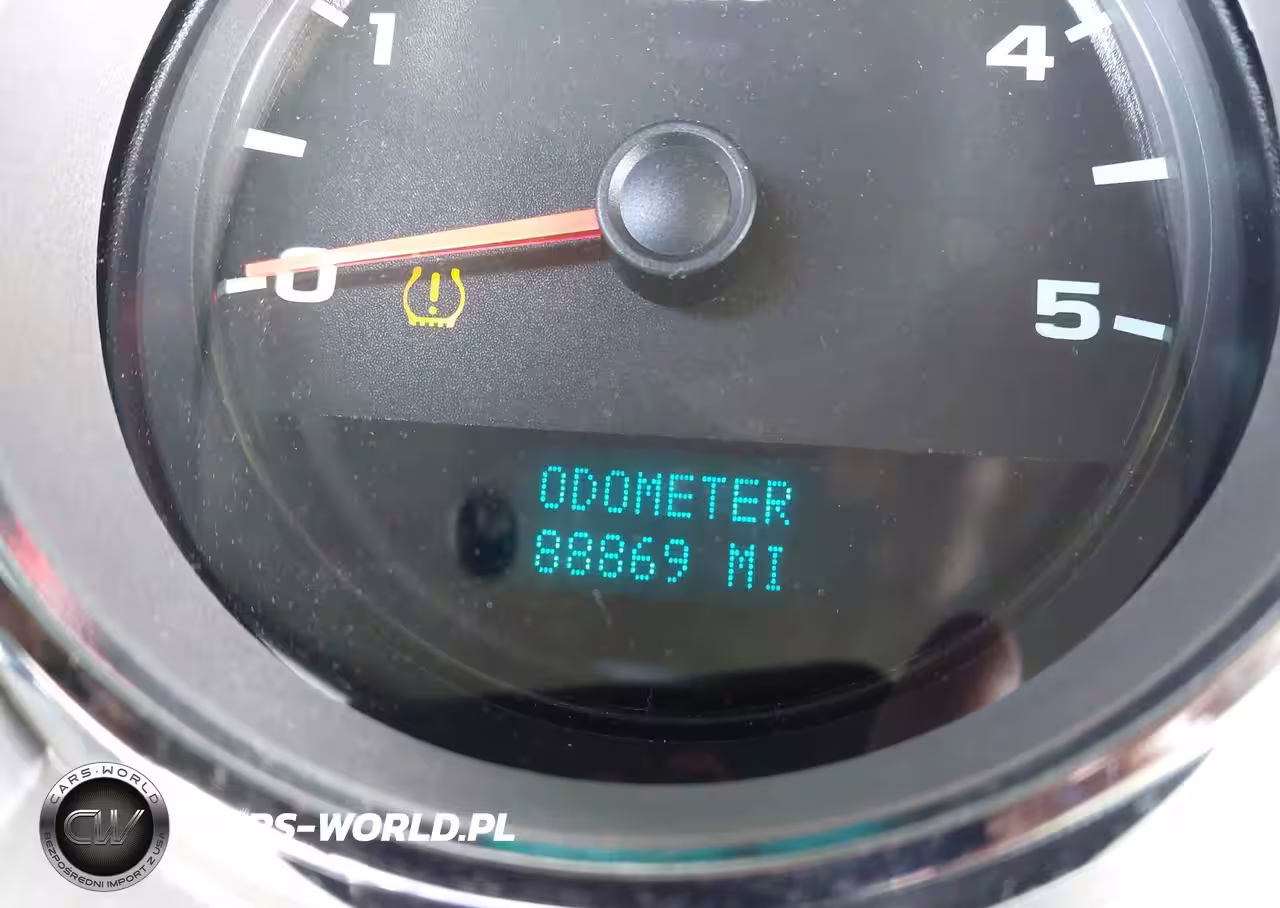 1
4
0
5
ODOMETER
88869 MI
CARS-WORLD
CW
BEZPOŚREDNI IMPORT Z USA
RS-WORLD.PL